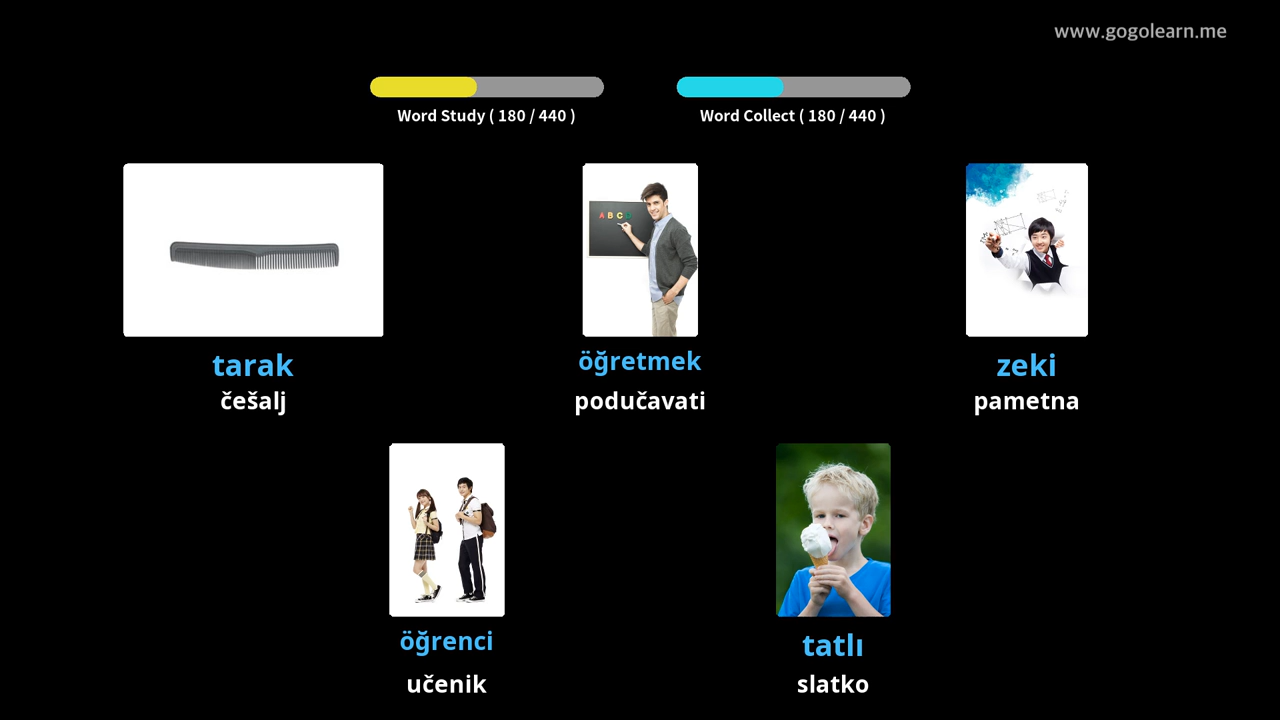 www.gogolearn.me
Word Study ( 180 / 440 )
Word Collect ( 180 / 440 )
A B C D
tarak
češalj
öğretmek
podučavati
zeki
pametna
öğrenci
učenik
tatlı
slatko